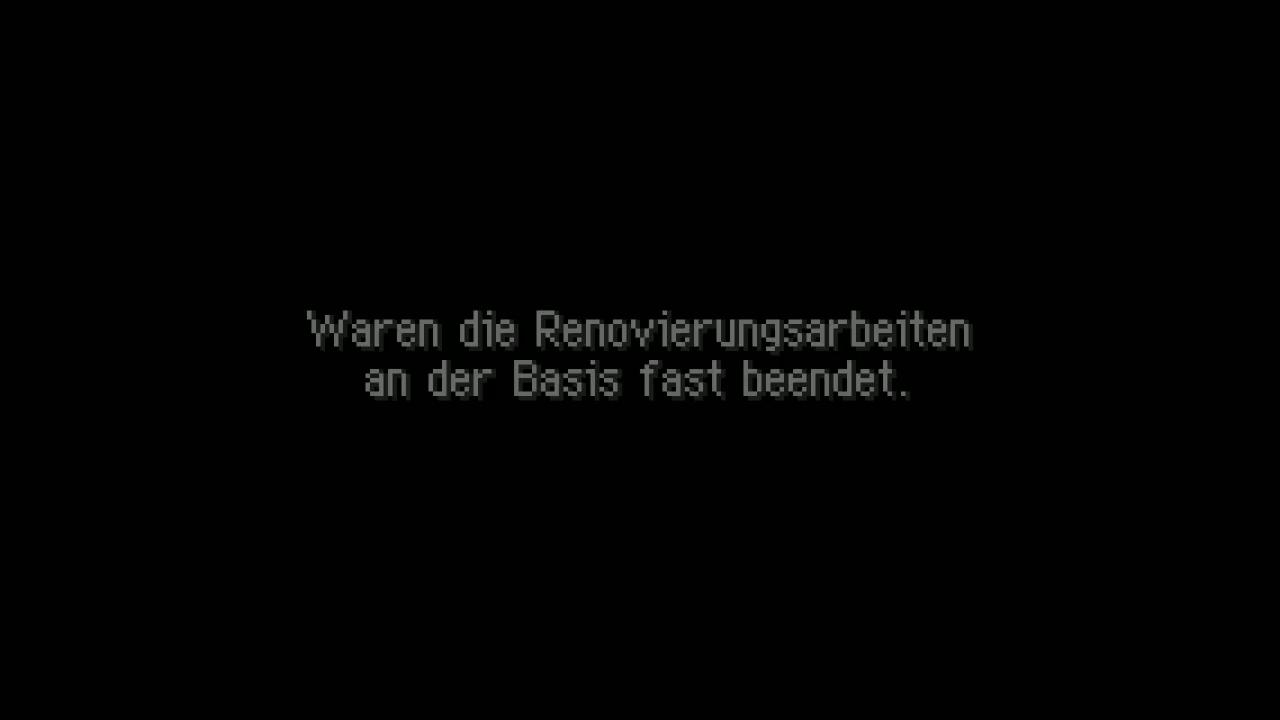 Waren die Renovierungsarbeiten
an der Basis fast beendet.